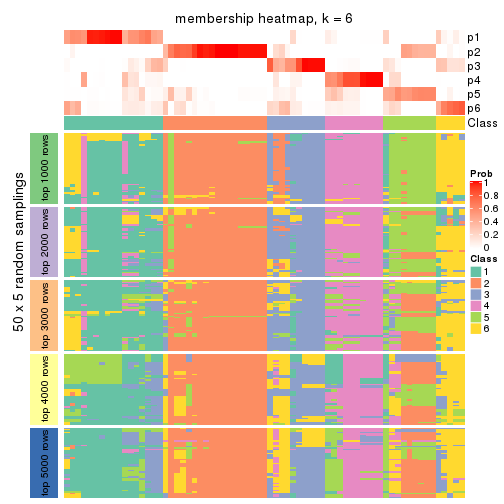 membership heatmap, k = 6
p1
p2
p3
p4
p5
p6
Class
50 x 5 random samplings
top 1000 rows
top 2000 rows
top 3000 rows
top 4000 rows
top 5000 rows
Prob
1
0.8
0.6
0.4
0.2
0
Class
1
2
3
4
5
6